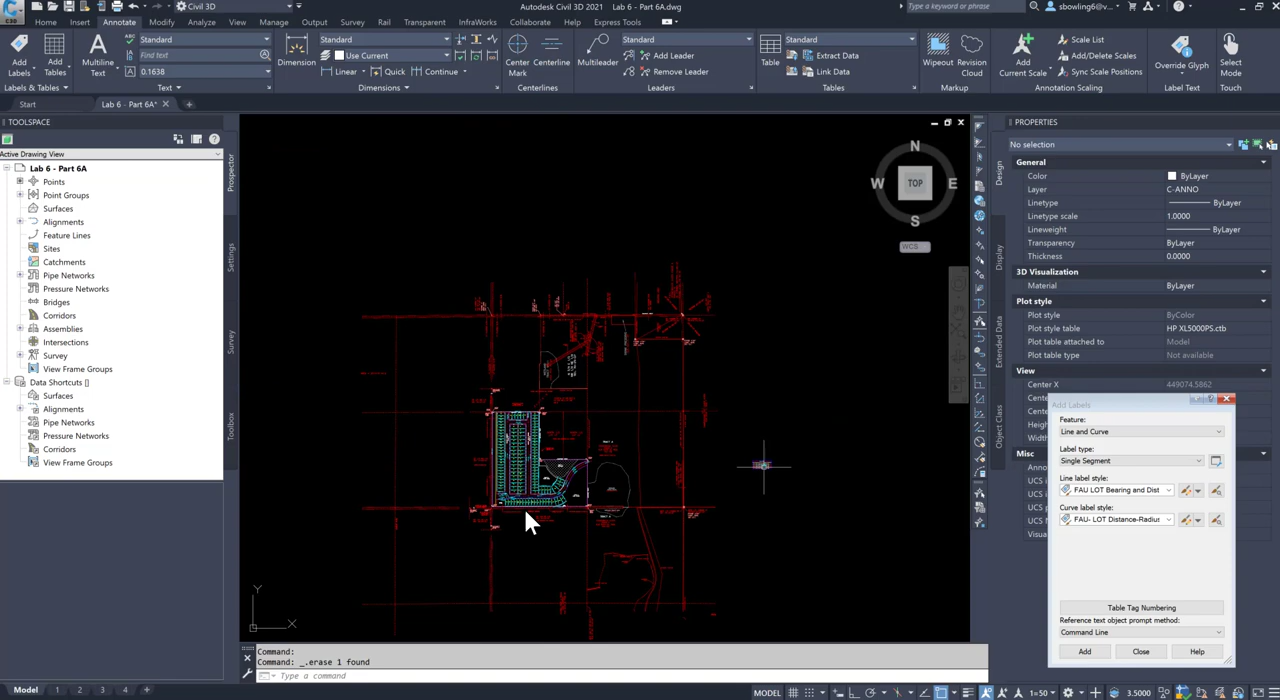 C3D
Civil 3D
Autodesk Civil 3D 2021 Lab 6 - Part 6A.dwg
Type a keyword or phrase
sbowling6@v...
Home Insert Annotate Modify Analyze View Manage Output Survey Rail Transparent InfraWorks Collaborate Help Express Tools
Add Labels
Add Tables
Multiline Text
Standard
Find text
0.1638
Dimension
Standard
Use Current
Linear Quick Continue
Center Mark
Centerline
Multileader
Standard
Add Leader
Remove Leader
Table
Standard
Extract Data
Link Data
Wipeout
Revision Cloud
Add Current Scale
Scale List
Add/Delete Scales
Sync Scale Positions
Override Glyph
Select Mode
Labels & Tables Text Dimensions Centerlines Leaders Tables Markup Annotation Scaling Label Text Touch
Start Lab 6 - Part 6A*
TOOLSPACE
Active Drawing View
Lab 6 - Part 6A
Points
Point Groups
Surfaces
Alignments
Feature Lines
Sites
Catchments
Pipe Networks
Pressure Networks
Bridges
Corridors
Assemblies
Intersections
Survey
View Frame Groups
Data Shortcuts []
Surfaces
Alignments
Pipe Networks
Pressure Networks
Corridors
View Frame Groups
Prospector
Settings
Survey
Toolbox
N
W TOP E
S
WCS
Y
X
Command:
Command: _.erase 1 found
Type a command
PROPERTIES
No selection
Design
Display
Extended Data
Object Class
General
Color ByLayer
Layer C-ANNO
Linetype ByLayer
Linetype scale 1.0000
Lineweight ByLayer
Transparency ByLayer
Thickness 0.0000
3D Visualization
Material ByLayer
Plot style
Plot style ByColor
Plot style table HP XL5000PS.ctb
Plot table attached to Model
Plot table type Not available
View
Center X 449074.5862
Misc
Add Labels
Feature:
Line and Curve
Label type:
Single Segment
Line label style:
FAU LOT Bearing and Dist
Curve label style:
FAU- LOT Distance-Radius
Table Tag Numbering
Reference text object prompt method:
Command Line
Add Close Help
Model 1 2 3 4
MODEL
1=50
3.5000